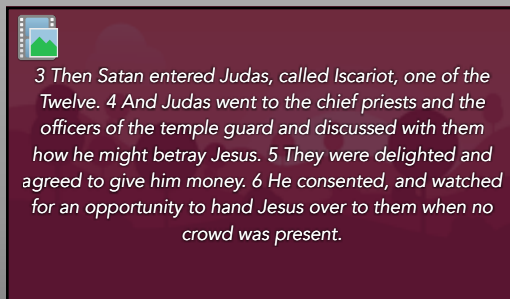 3 Then Satan entered Judas, called Iscariot, one of the
Twelve. 4 And Judas went to the chief priests and the
officers of the temple guard and discussed with them
how he might betray Jesus. 5 They were delighted and
agreed to give him money. 6 He consented, and watched
for an opportunity to hand Jesus over to them when no
crowd was present.